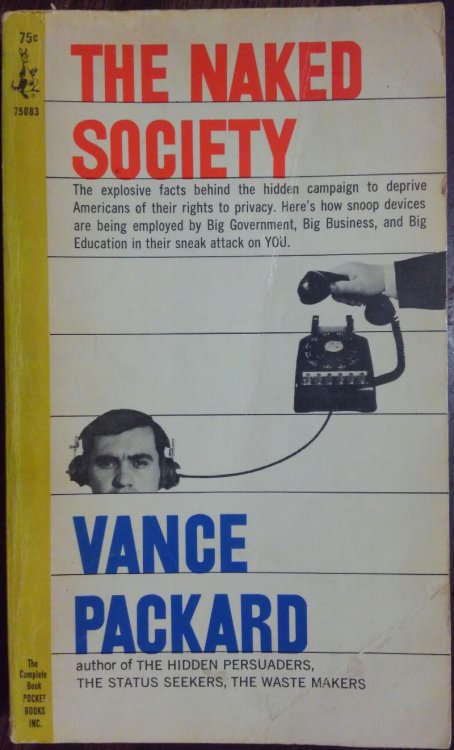 75c
75083
THE NAKED
SOCIETY
The explosive facts behind the hidden campaign to deprive
Americans of their rights to privacy. Here's how snoop devices
are being employed by Big Government, Big Business, and Big
Education in their sneak attack on YOU.
VANCE
PACKARD
author of THE HIDDEN PERSUADERS,
THE STATUS SEEKERS, THE WASTE MAKERS
The
Complete
Book
POCKET
BOOKS
INC.